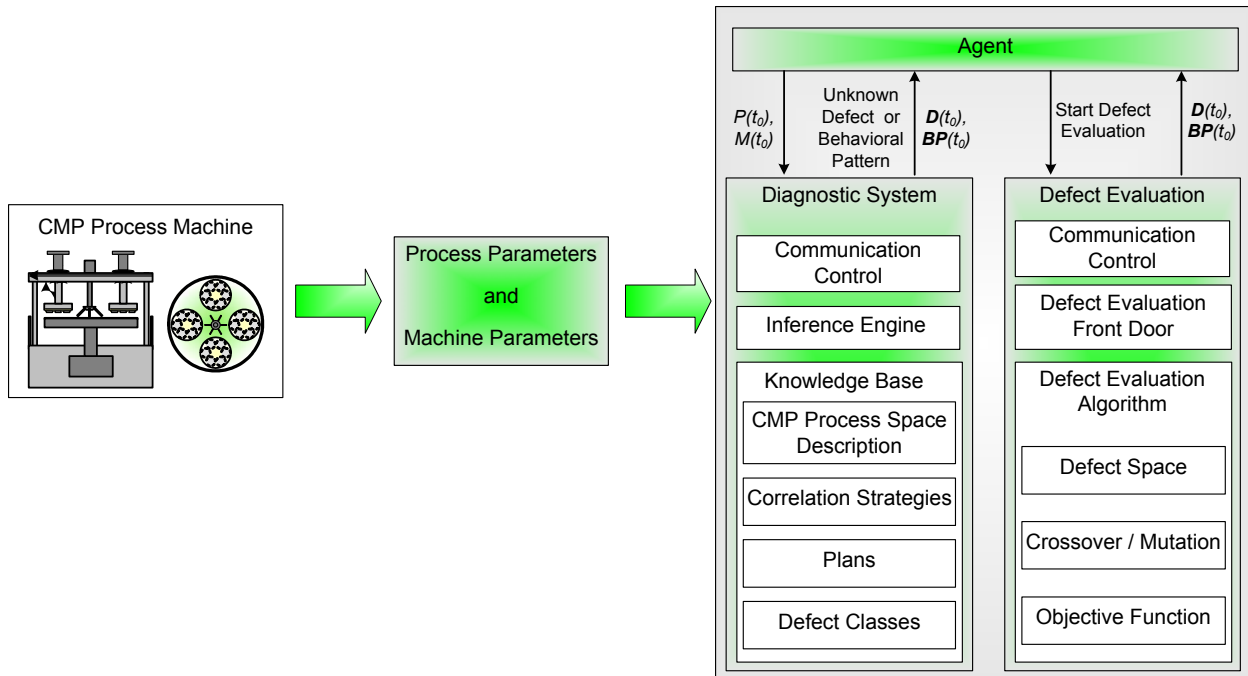 CMP Process Machine
Process Parameters
and
Machine Parameters
Agent
P(t0),
M(t0)
Unknown
Defect or
Behavioral
Pattern
D(t0),
BP(t0)
Start Defect
Evaluation
D(t0),
BP(t0)
Diagnostic System
Communication
Control
Inference Engine
Knowledge Base
CMP Process Space
Description
Correlation Strategies
Plans
Defect Classes
Defect Evaluation
Communication
Control
Defect Evaluation
Front Door
Defect Evaluation
Algorithm
Defect Space
Crossover / Mutation
Objective Function